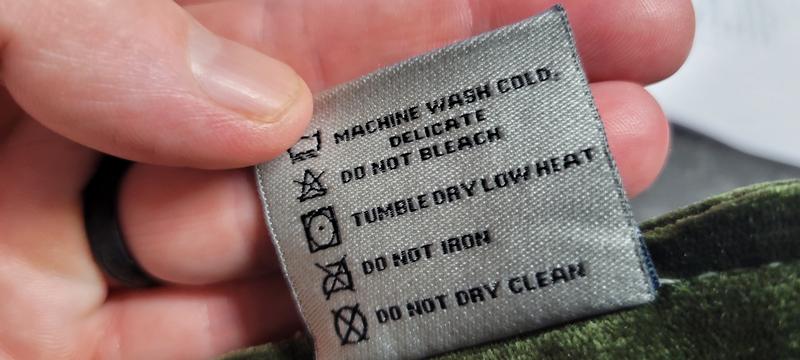 MACHINE WASH COLD,
DELICATE
DO NOT BLEACH
TUMBLE DRY LOW HEAT
DO NOT IRON
DO NOT DRY CLEAN